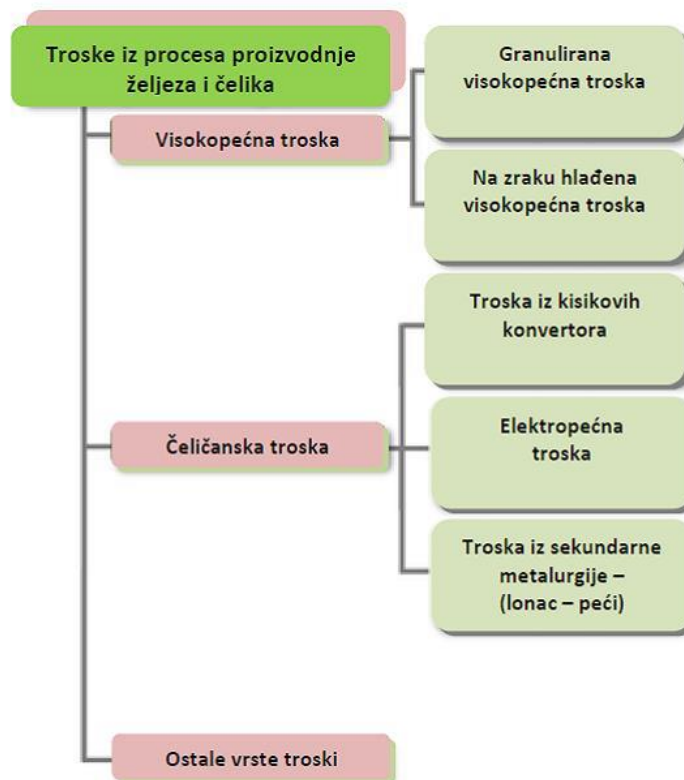 Troske iz procesa proizvodnje
željeza i čelika
Visokopećna troska
Granulirana
visokopećna troska
Na zraku hlađena
visokopećna troska
Čeličanska troska
Troska iz kisikovih
konvertora
Elektropećna
troska
Troska iz sekundarne
metalurgije –
(lonac – peći)
Ostale vrste troski